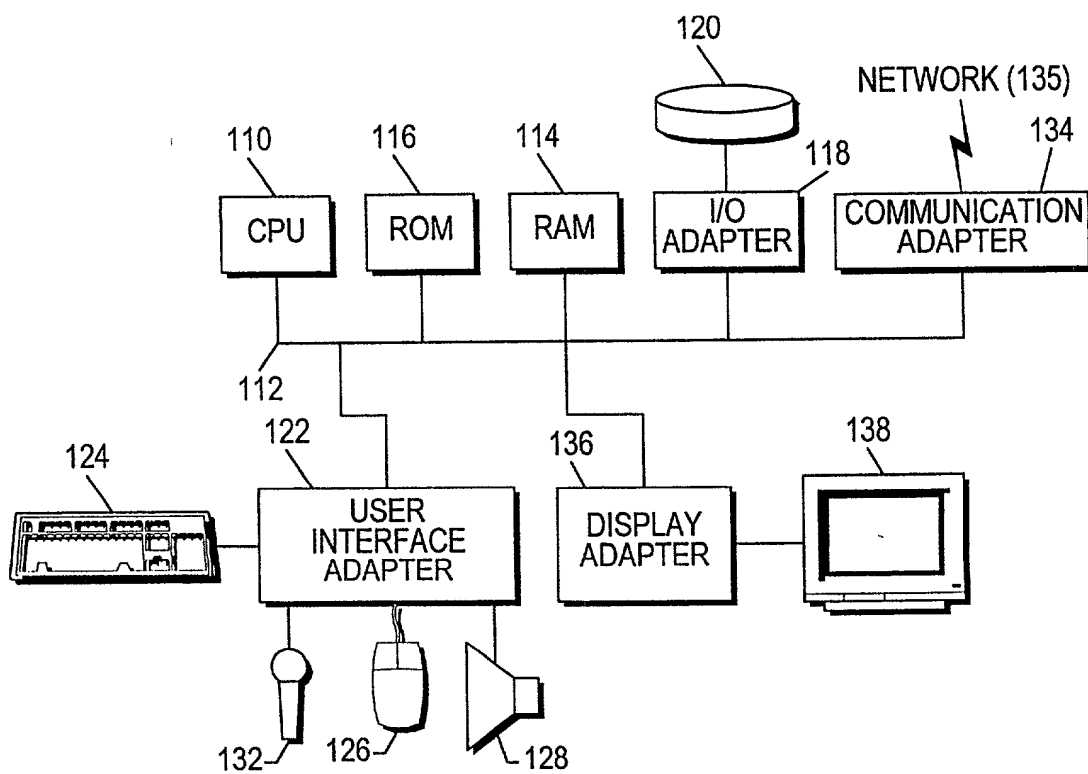 120
NETWORK (135)
110
116
114
118
134
CPU
ROM
RAM
I/O
ADAPTER
COMMUNICATION
ADAPTER
112
122
136
138
124
USER
INTERFACE
ADAPTER
DISPLAY
ADAPTER
132
126
128